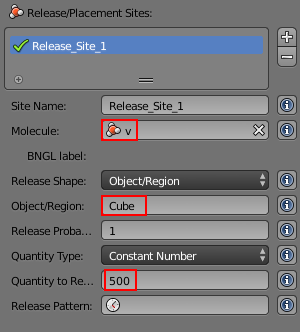 Release/Placement Sites:
Release_Site_1
Site Name: Release_Site_1
Molecule: v
BNGL label:
Release Shape: Object/Region
Object/Region: Cube
Release Proba... 1
Quantity Type: Constant Number
Quantity to Re... 500
Release Pattern: